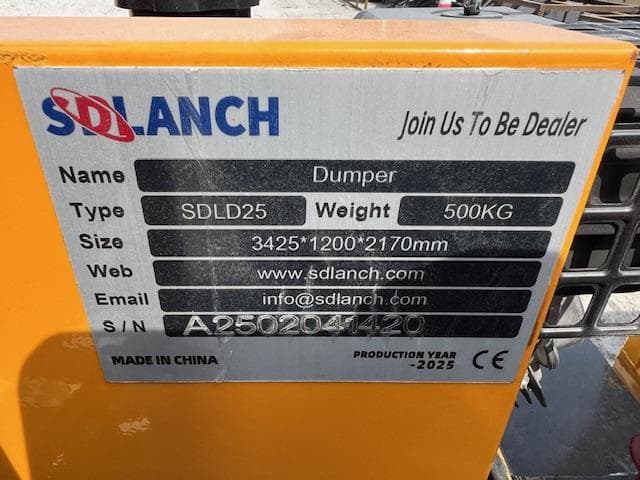 SDLANCH
Join Us To Be Dealer
Name Dumper
Type SDLD25 Weight 500KG
Size 3425*1200*2170mm
Web www.sdlanch.com
Email info@sdlanch.com
S/N A2502041420
MADE IN CHINA PRODUCTION YEAR CE
-2025